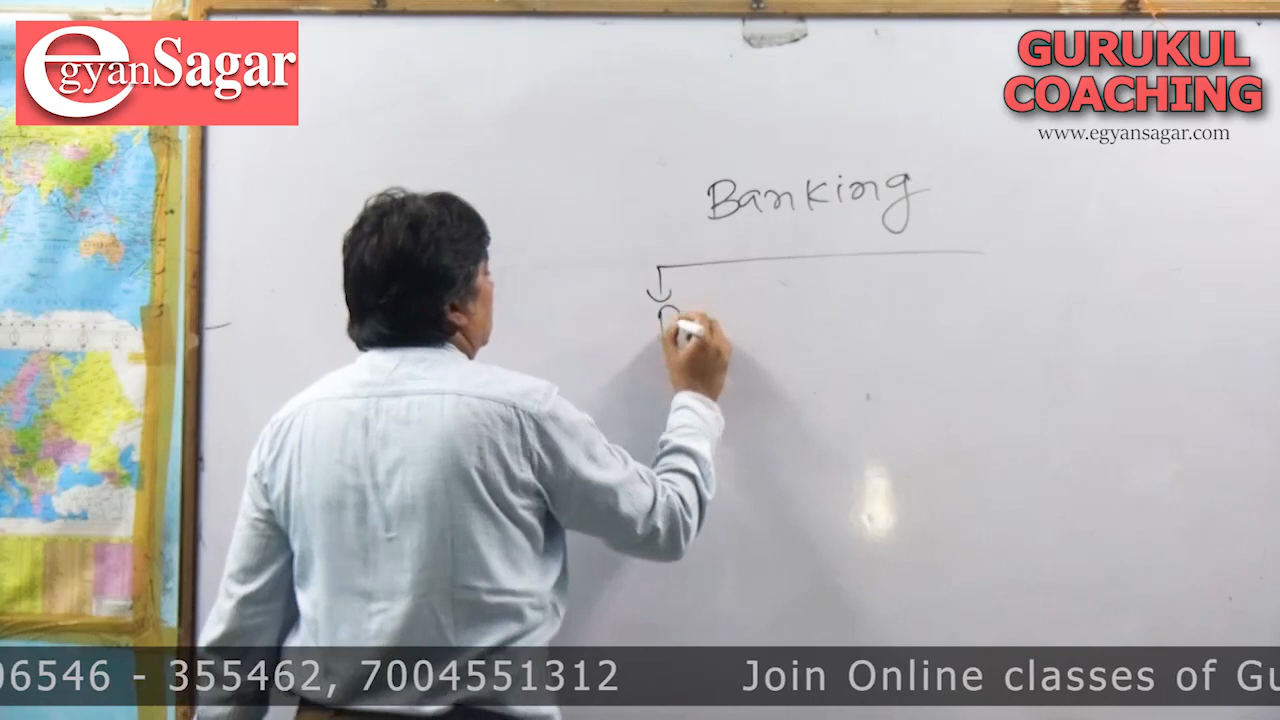 egyanSagar
GURUKUL
COACHING
www.egyansagar.com
Banking
06546 - 355462, 7004551312 Join Online classes of Gu